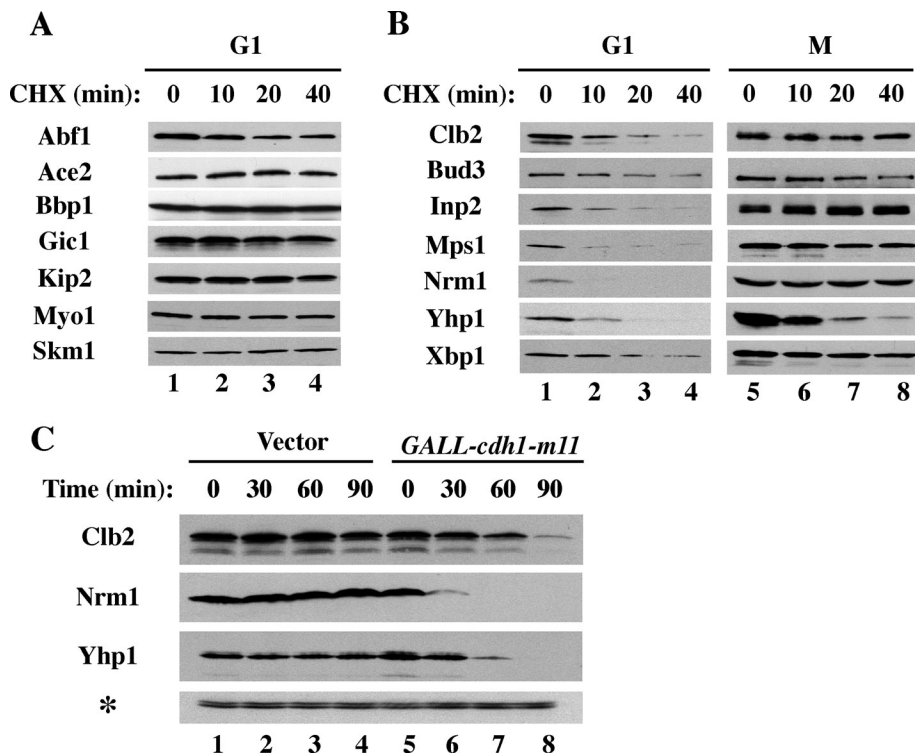 A
G1
CHX (min): 0 10 20 40
Abf1
Ace2
Bbp1
Gic1
Kip2
Myo1
Skm1
1 2 3 4
B
G1 M
CHX (min): 0 10 20 40 0 10 20 40
Clb2
Bud3
Inp2
Mps1
Nrm1
Yhp1
Xbp1
1 2 3 4 5 6 7 8
C
Vector GALL-cdh1-m11
Time (min): 0 30 60 90 0 30 60 90
Clb2
Nrm1
Yhp1
*
1 2 3 4 5 6 7 8